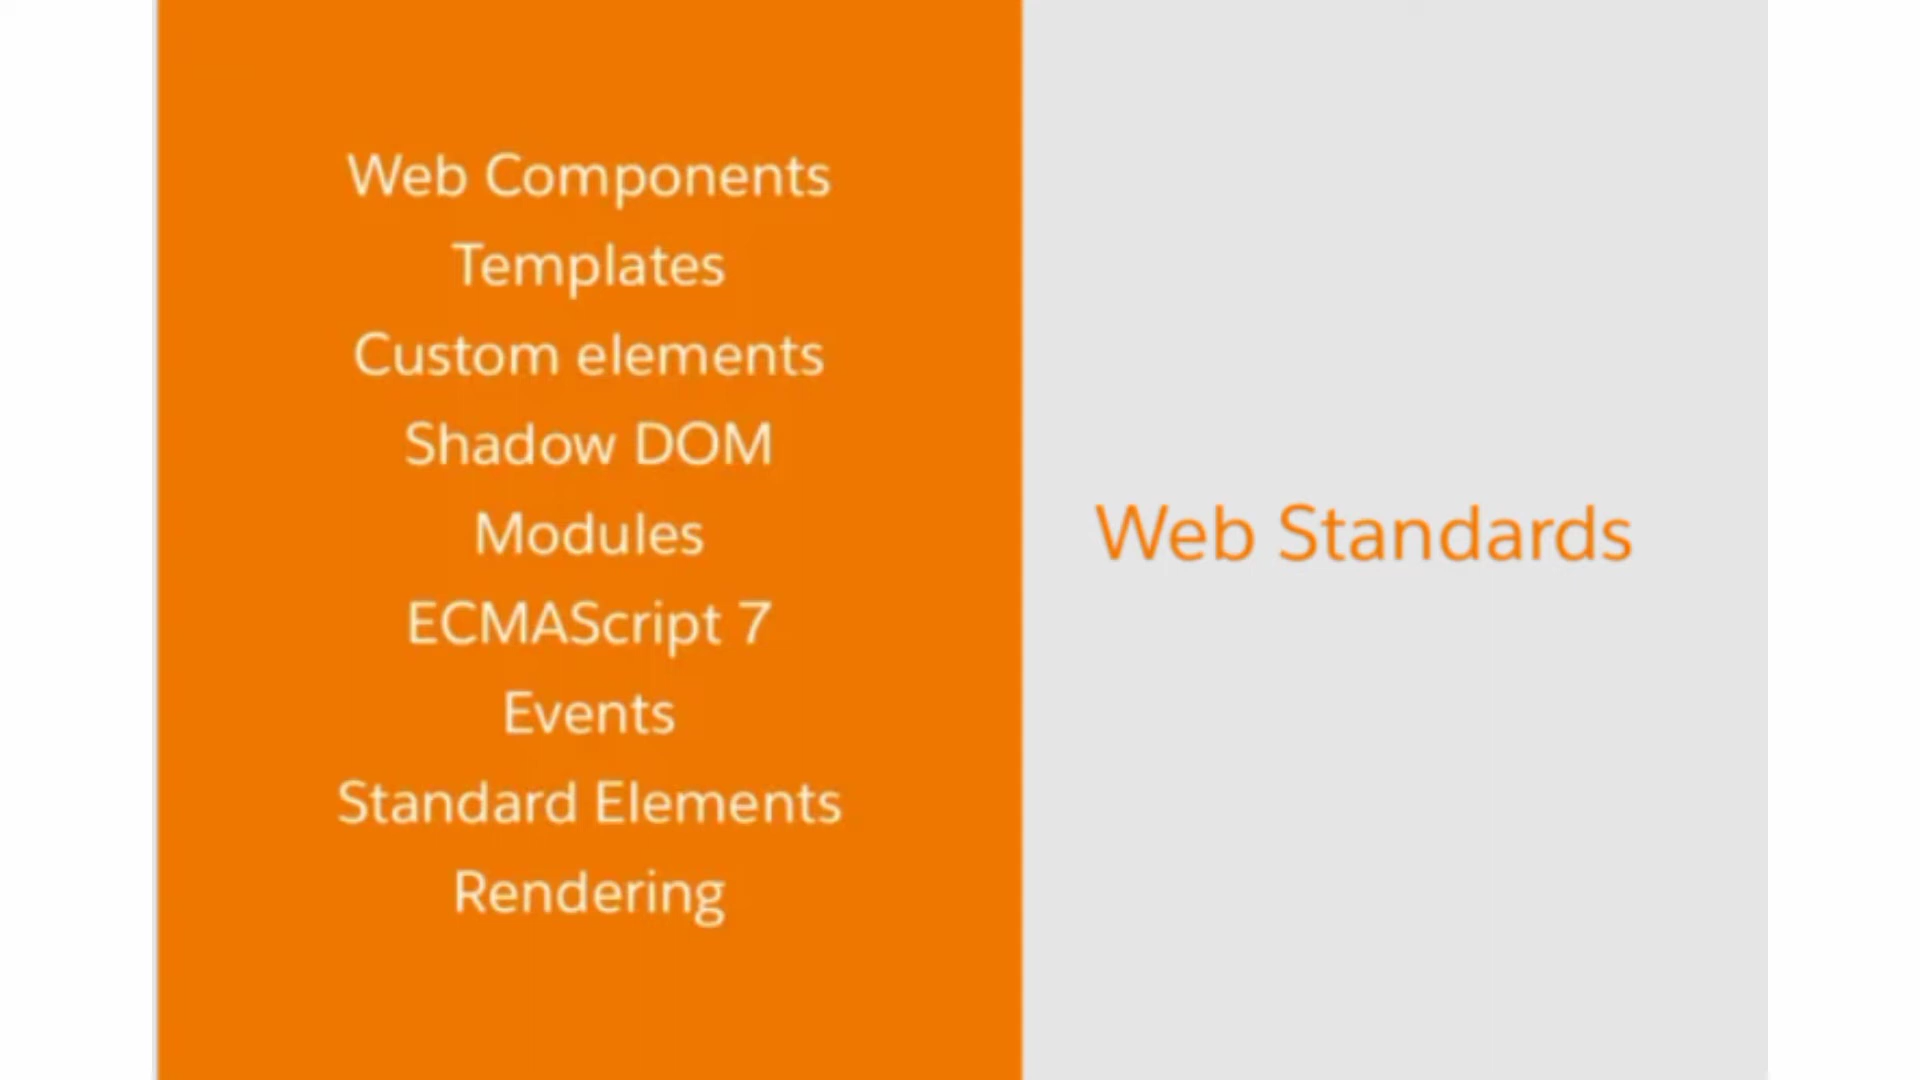 Web Components
Templates
Custom elements
Shadow DOM
Modules
ECMAScript 7
Events
Standard Elements
Rendering
Web Standards